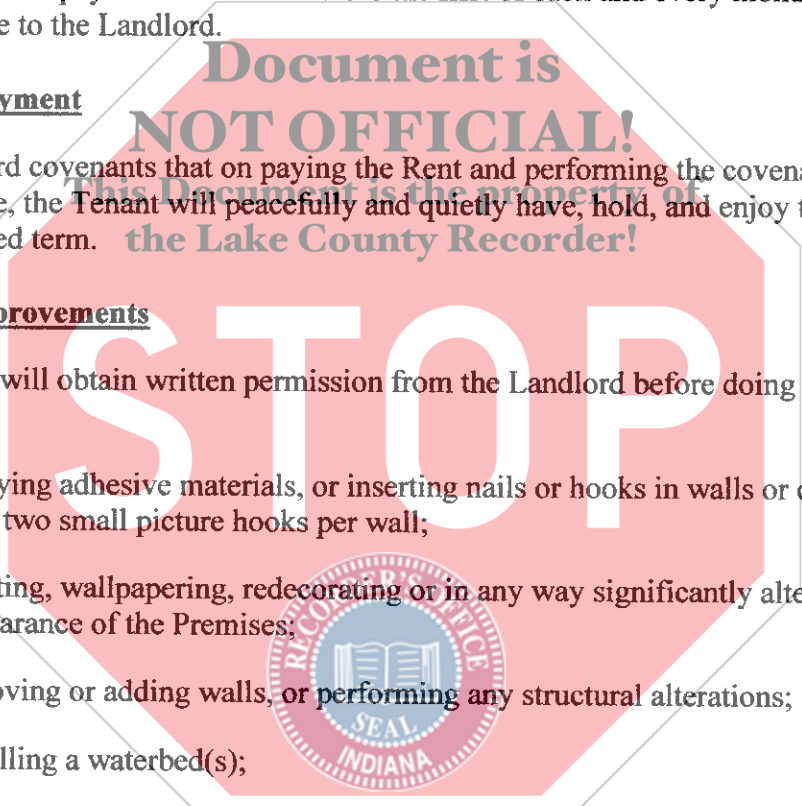 e to the Landlord.
Document is
yment
NOT OFFICIAL!
rd covenants that on paying the Rent and performing the covena
This Document is the property of
e, the Tenant will peacefully and quietly have, hold, and enjoy t
ed term.
the Lake County Recorder!
provements
STOP
will obtain written permission from the Landlord before doing
ying adhesive materials, or inserting nails or hooks in walls or
two small picture hooks per wall;
ting, wallpapering, redecorating or in any way significantly alte
arance of the Premises;
oving or adding walls, or performing any structural alterations;
lling a waterbed(s);
RECORDER'S OFFICE
SEAL
INDIANA